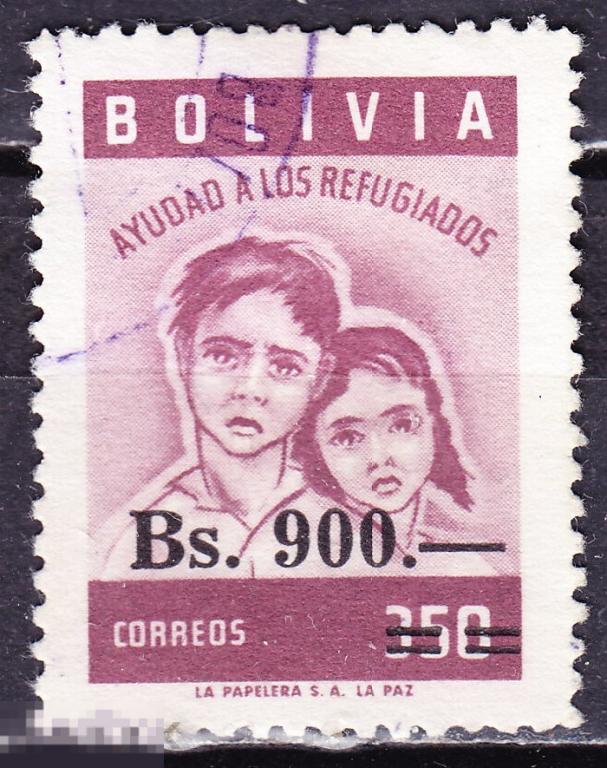 BOLIVIA
AYUDAD A LOS REFUGIADOS
Bs. 900.—
CORREOS 350
LA PAPELERA S. A. LA PAZ